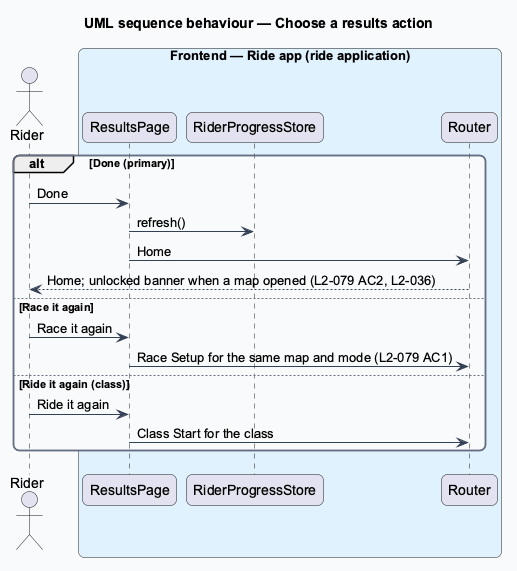 UML sequence behaviour — Choose a results action
Frontend — Ride app (ride application)
Rider
ResultsPage
RiderProgressStore
Router
alt
[Done (primary)]
Done
refresh()
Home
Home; unlocked banner when a map opened (L2-079 AC2, L2-036)
[Race it again]
Race it again
Race Setup for the same map and mode (L2-079 AC1)
[Ride it again (class)]
Ride it again
Class Start for the class
Rider
ResultsPage
RiderProgressStore
Router